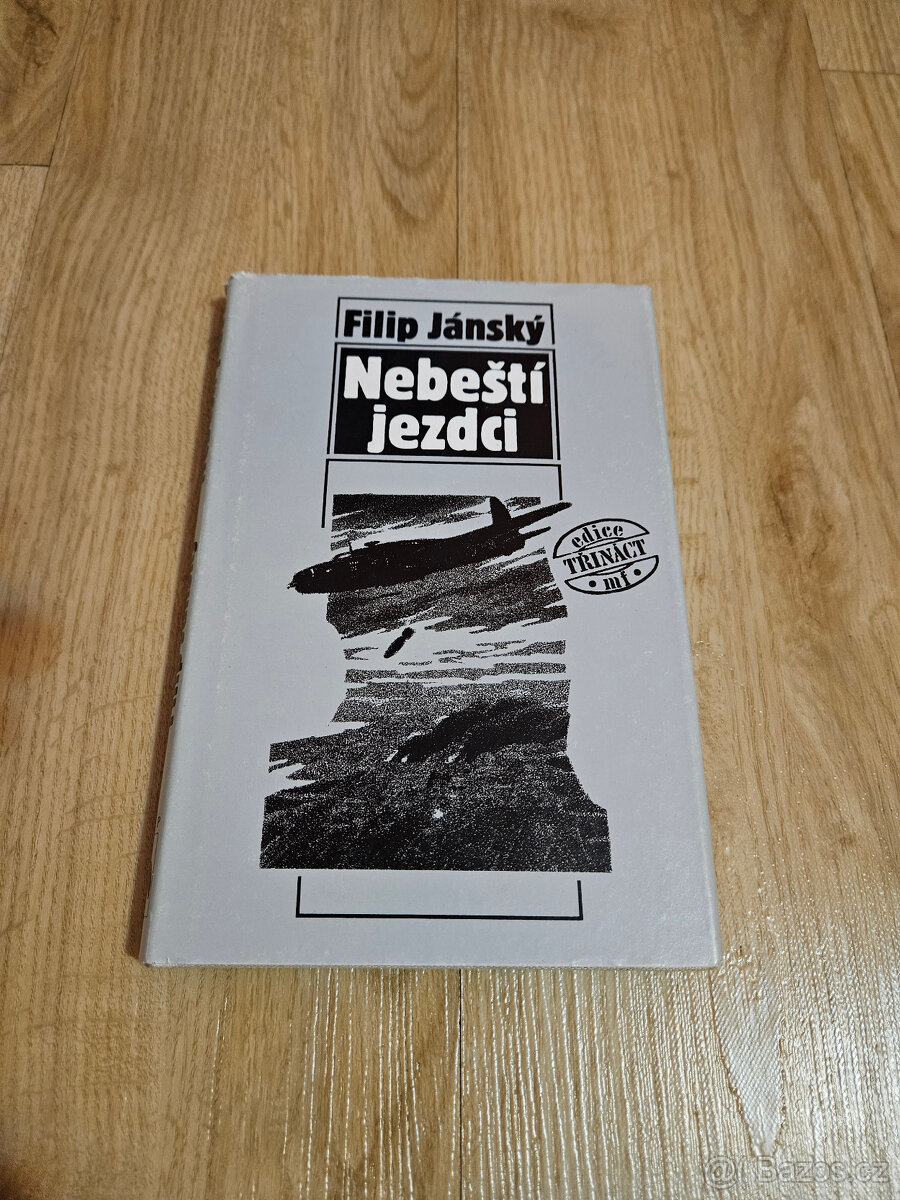 Filip Jánský
Nebeští
jezdci
edice
TŘINÁCT
mf
@ Bazos.cz